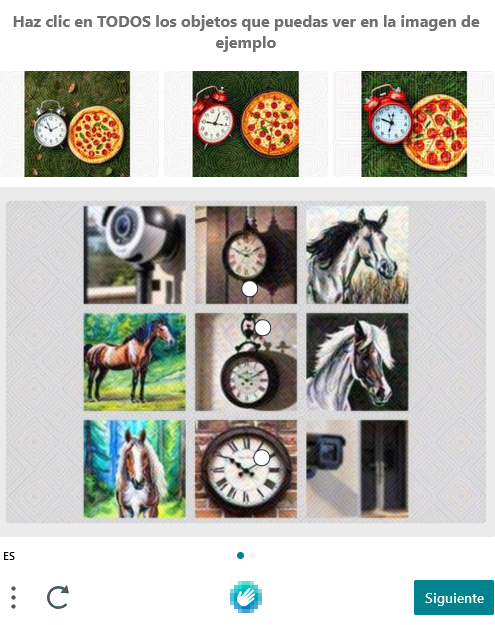 Haz clic en TODOS los objetos que puedas ver en la imagen de
ejemplo
ES
Siguiente